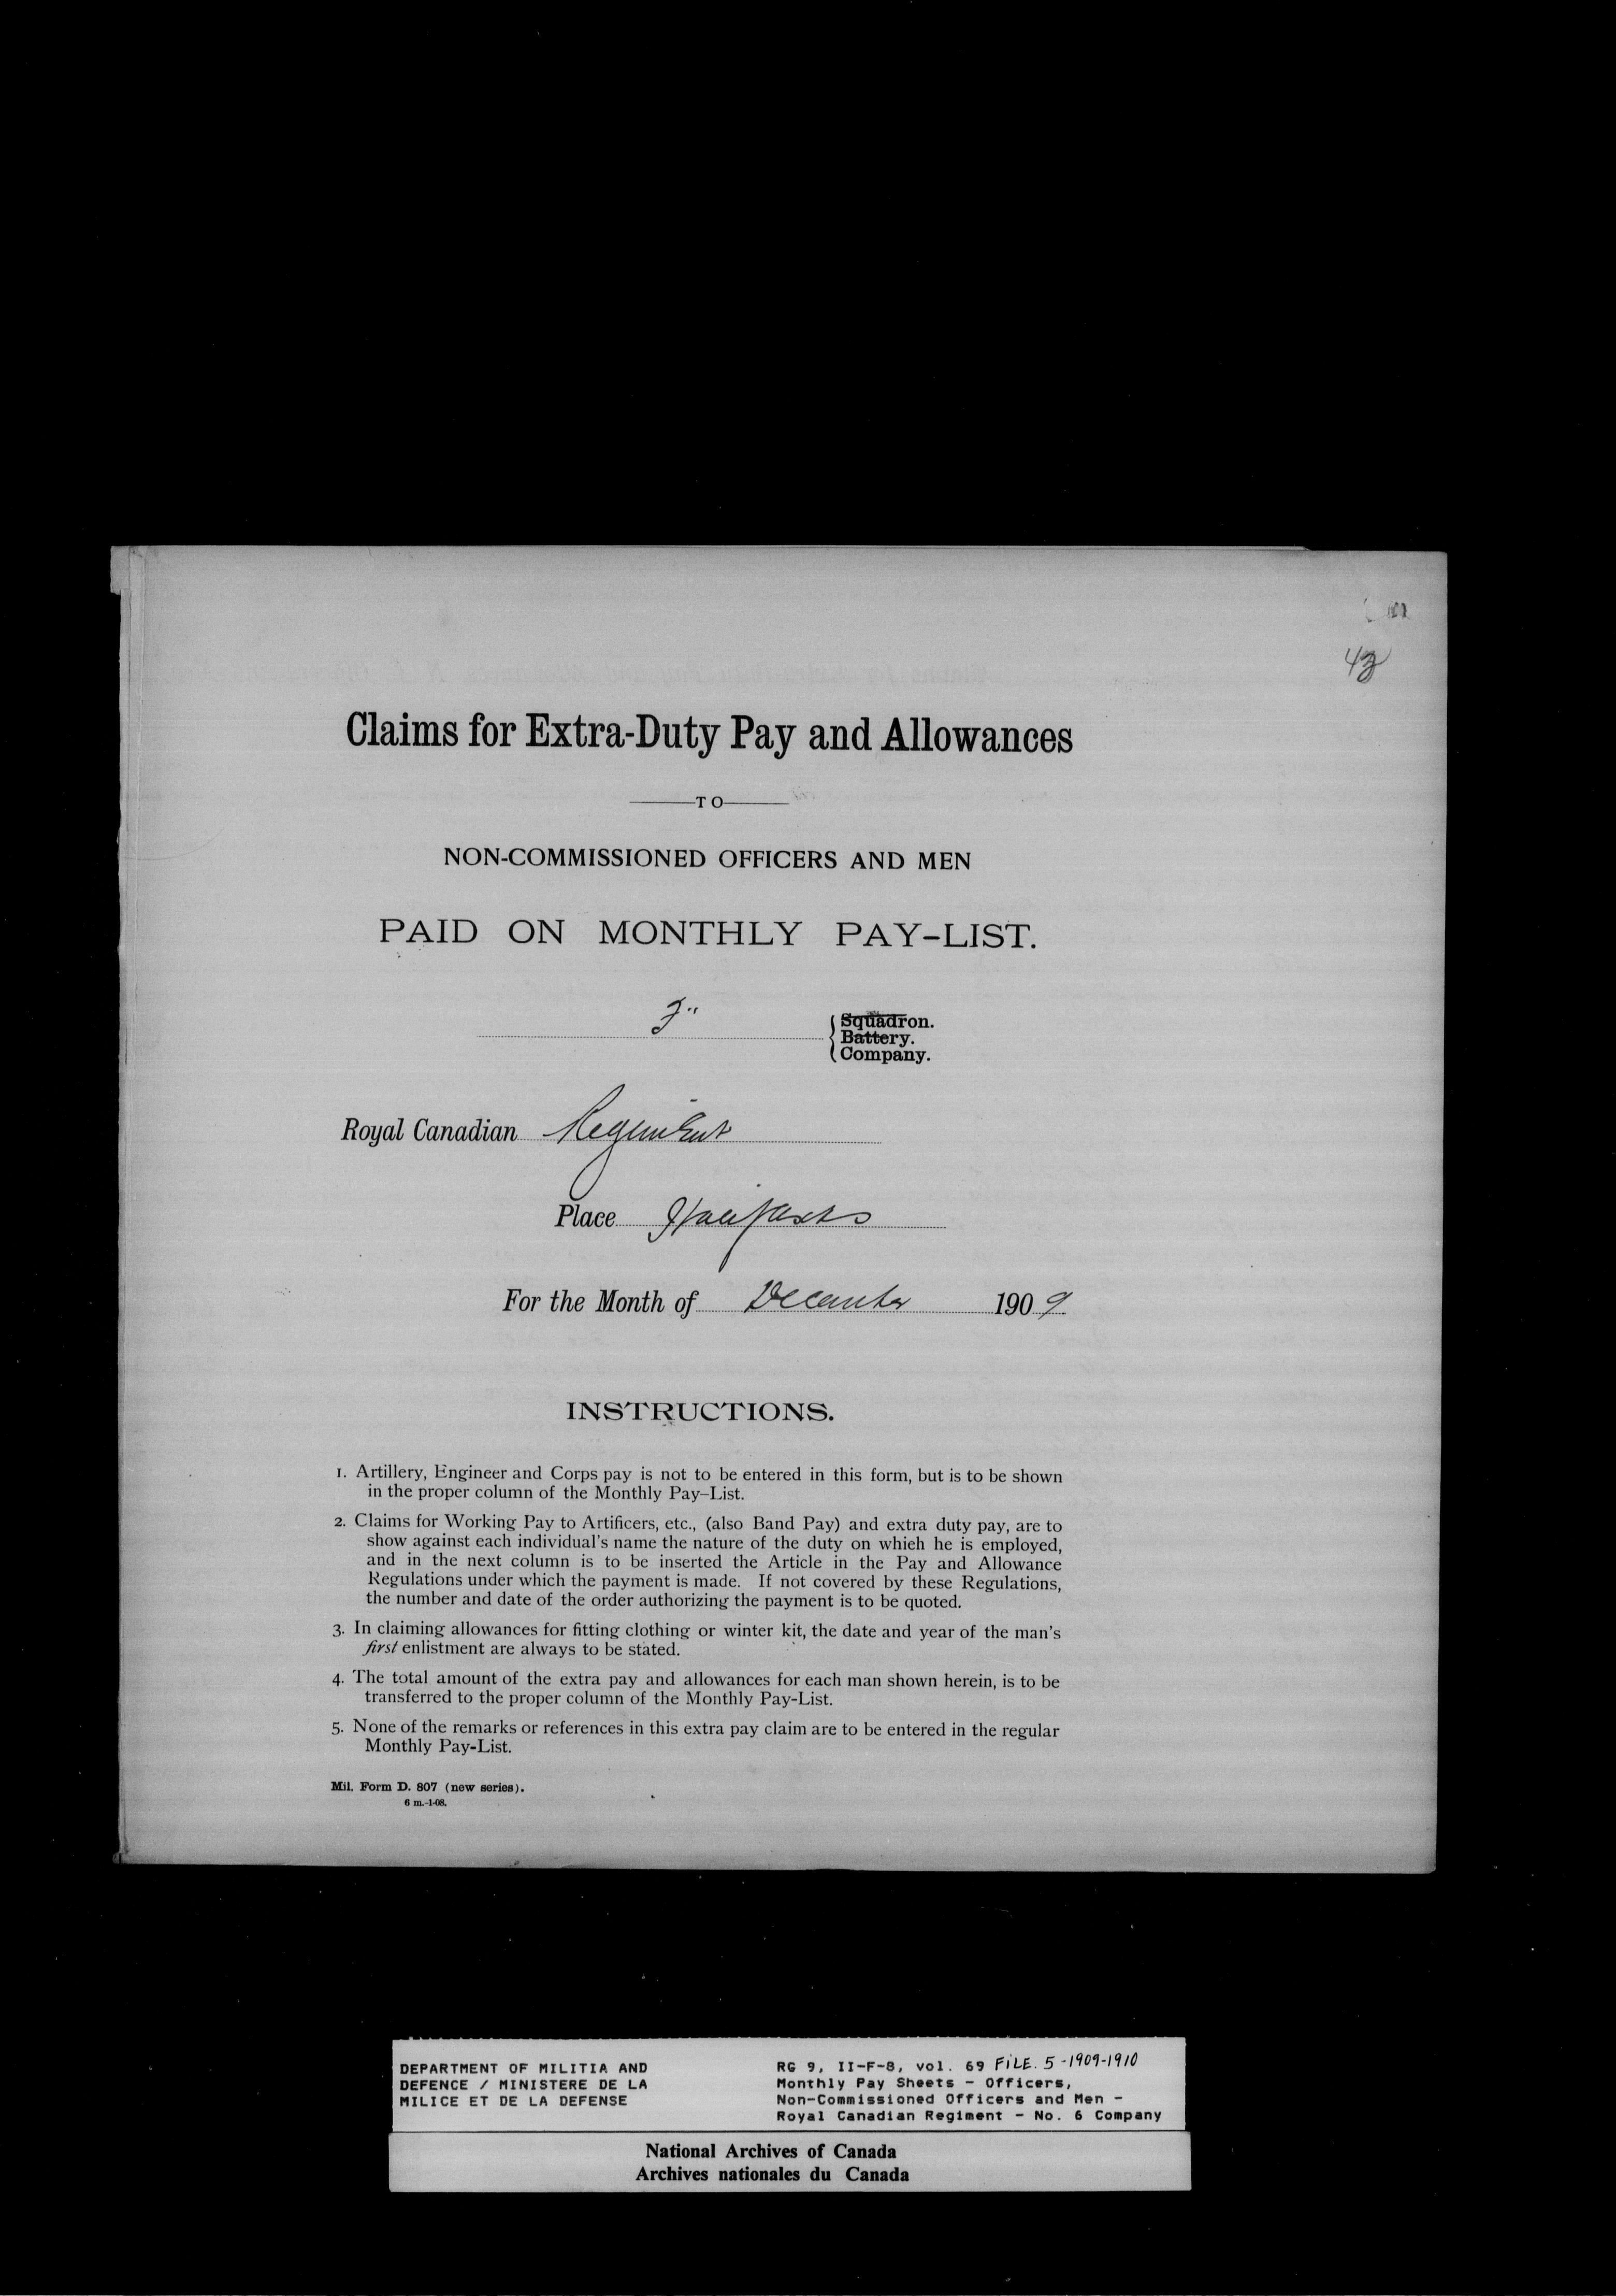 Claims for Extra-Duty Pay and Allowances
TO
NON-COMMISSIONED OFFICERS AND MEN
PAID ON MONTHLY PAY-LIST.
Squadron.
Battery.
Company.
Royal Canadian Regiment
Place Halifax
For the Month of December 1909
INSTRUCTIONS.
1. Artillery, Engineer and Corps pay is not to be entered in this form, but is to be shown
in the proper column of the Monthly Pay-List.
2. Claims for Working Pay to Artificers, etc., (also Band Pay) and extra duty pay, are to
show against each individual's name the nature of the duty on whieh he is employed,
and in the next column is to be inserted the Article in the Pay and Allowance
Regulations under which the payment is made. If not covered by these Regulations,
the number and date of the order authorizing the payment is to be quoted.
3. In claiming allowances for fitting clothing or winter kit, the date and year of the man's
first enlistment are always to be stated.
4. The total amount of the extra pay and allowances for each man shown herein, is to be
transferred to the proper column of the Monthly Pay-List.
5. None of the remarks or references in this extra pay claim are to be entered in the regular
Monthly Pay-List.
Mil. Form D. 807 (new series).
6 m.-1-08.
DEPARTMENT OF MILITIA AND
DEFENCE / MINISTERE DE LA
MILICE ET DE LA DEFENSE
RG 9, II-F-8, vol. 69 FILE. 5-1909-1910
Monthly Pay Sheets - Officers,
Non-Commissioned Officers and Men -
Royal Canadian Regiment - No. 6 Company
National Archives of Canada
Archives nationales du Canada